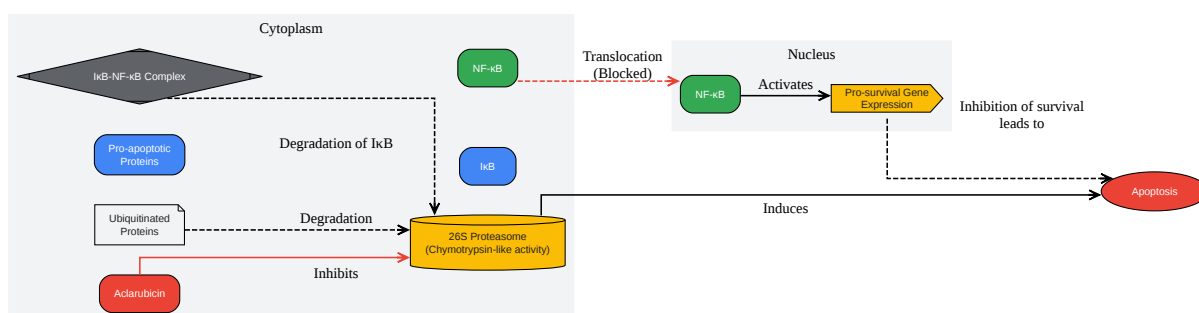 Cytoplasm
IκB-NF-κB Complex
NF-κB
Translocation
(Blocked)
Nucleus
NF-κB
Activates
Pro-survival Gene
Expression
Inhibition of survival
leads to
Degradation of IκB
Pro-apoptotic
Proteins
IκB
Apoptosis
Induces
Ubiquitinated
Proteins
Degradation
26S Proteasome
(Chymotrypsin-like activity)
Inhibits
Aclarubicin